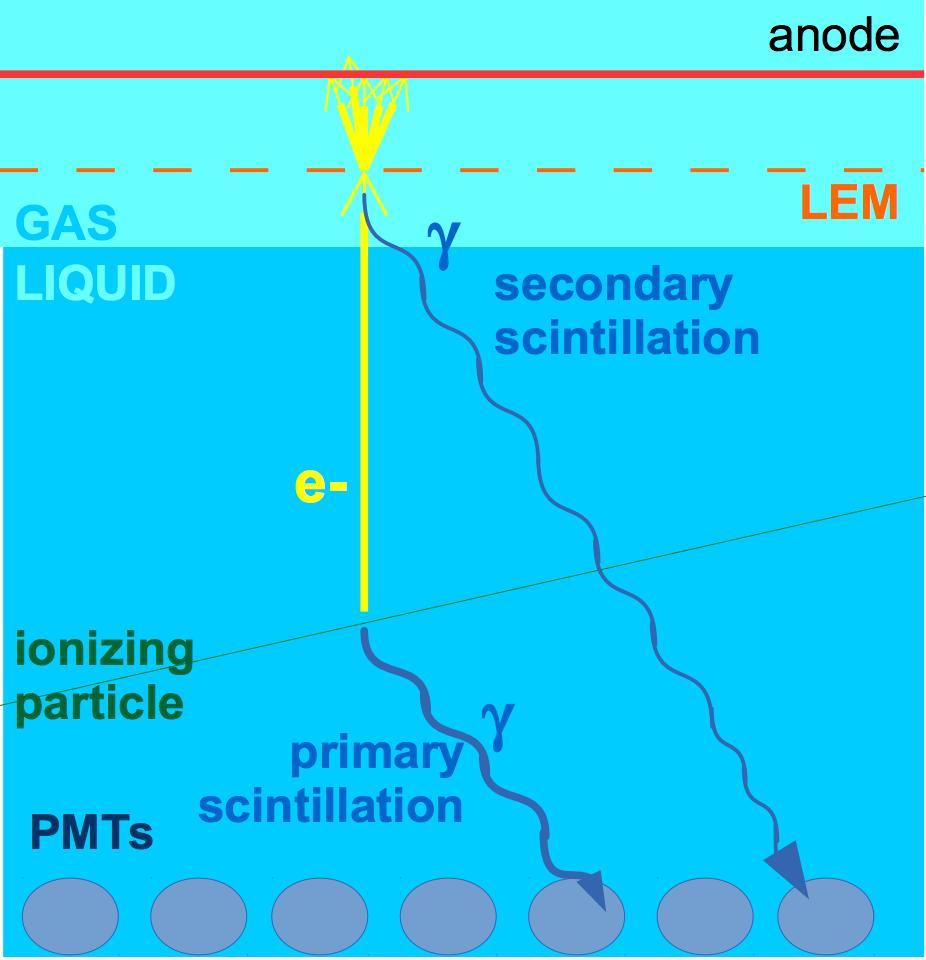 anode
LEM
GAS
LIQUID
γ
secondary
scintillation
e-
ionizing
particle
γ
primary
scintillation
PMTs